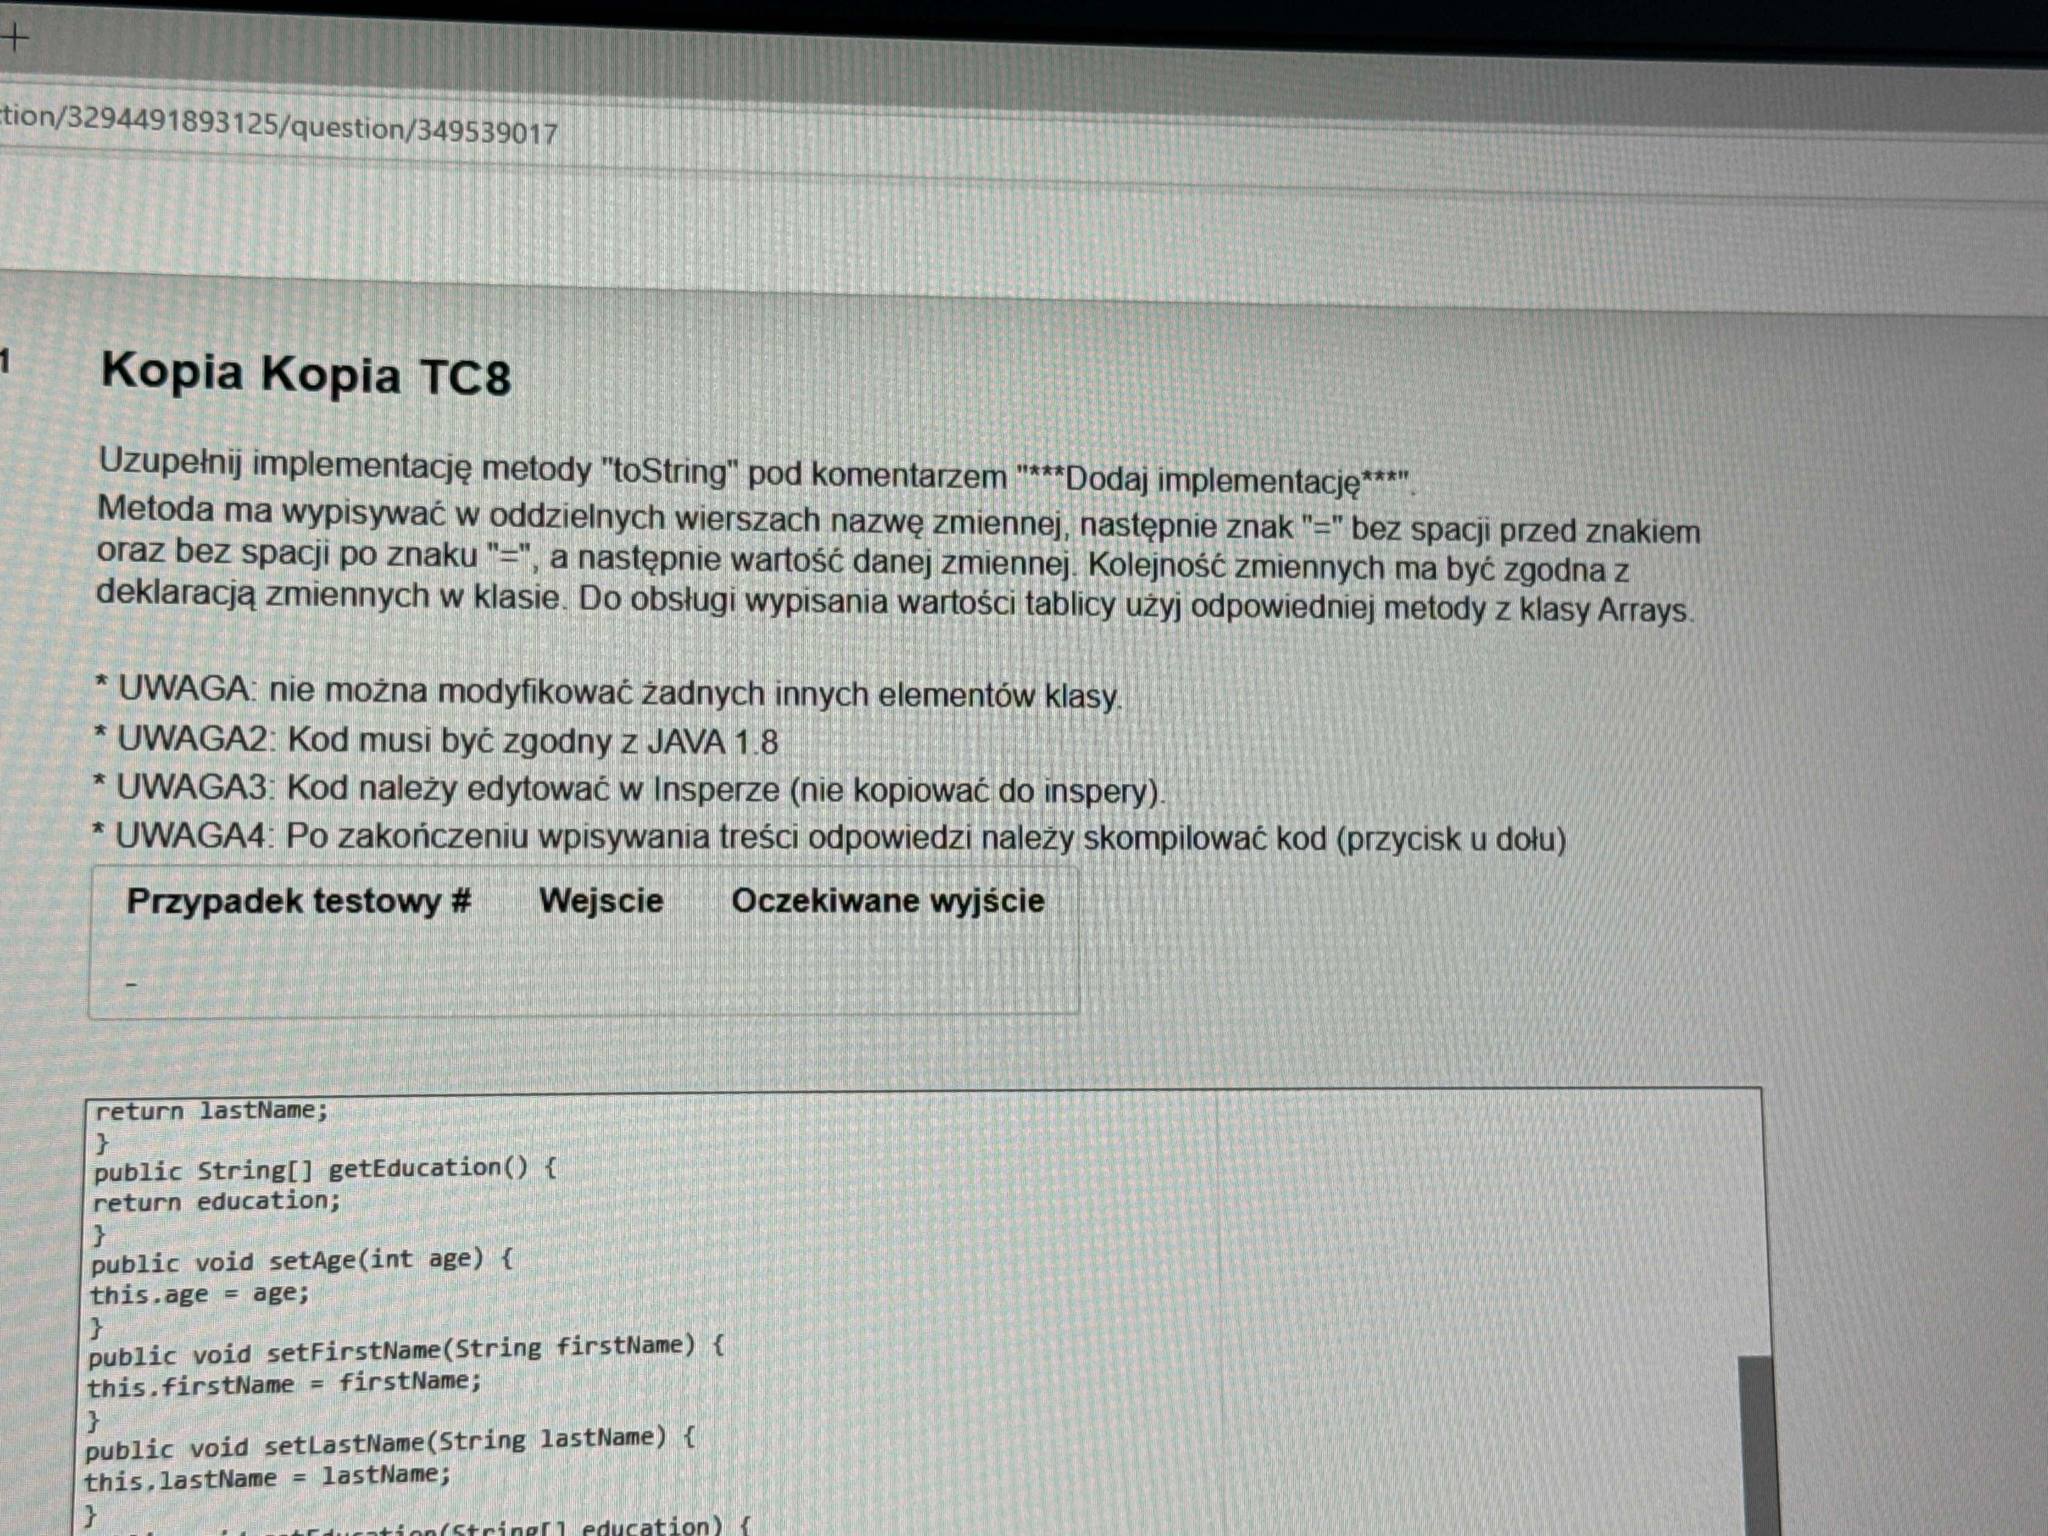 +
tion/3294491893125/question/349539017
1
Kopia Kopia TC8
Uzupełnij implementację metody "toString" pod komentarzem "***Dodaj implementację***".
Metoda ma wypisywać w oddzielnych wierszach nazwę zmiennej, następnie znak "=" bez spacji przed znakiem
oraz bez spacji po znaku "=", a następnie wartość danej zmiennej. Kolejność zmiennych ma być zgodna z
deklaracją zmiennych w klasie. Do obsługi wypisania wartości tablicy użyj odpowiedniej metody z klasy Arrays.
* UWAGA: nie można modyfikować żadnych innych elementów klasy.
* UWAGA2: Kod musi być zgodny z JAVA 1.8
* UWAGA3: Kod należy edytować w Insperze (nie kopiować do inspery).
* UWAGA4: Po zakończeniu wpisywania treści odpowiedzi należy skompilować kod (przycisk u dołu)
Przypadek testowy # Wejscie Oczekiwane wyjście
-
return lastName;
}
public String[] getEducation() {
return education;
}
public void setAge(int age) {
this.age = age;
}
public void setFirstName(String firstName) {
this.firstName = firstName;
}
public void setLastName(String lastName) {
this.lastName = lastName;
}
(String[] education) {